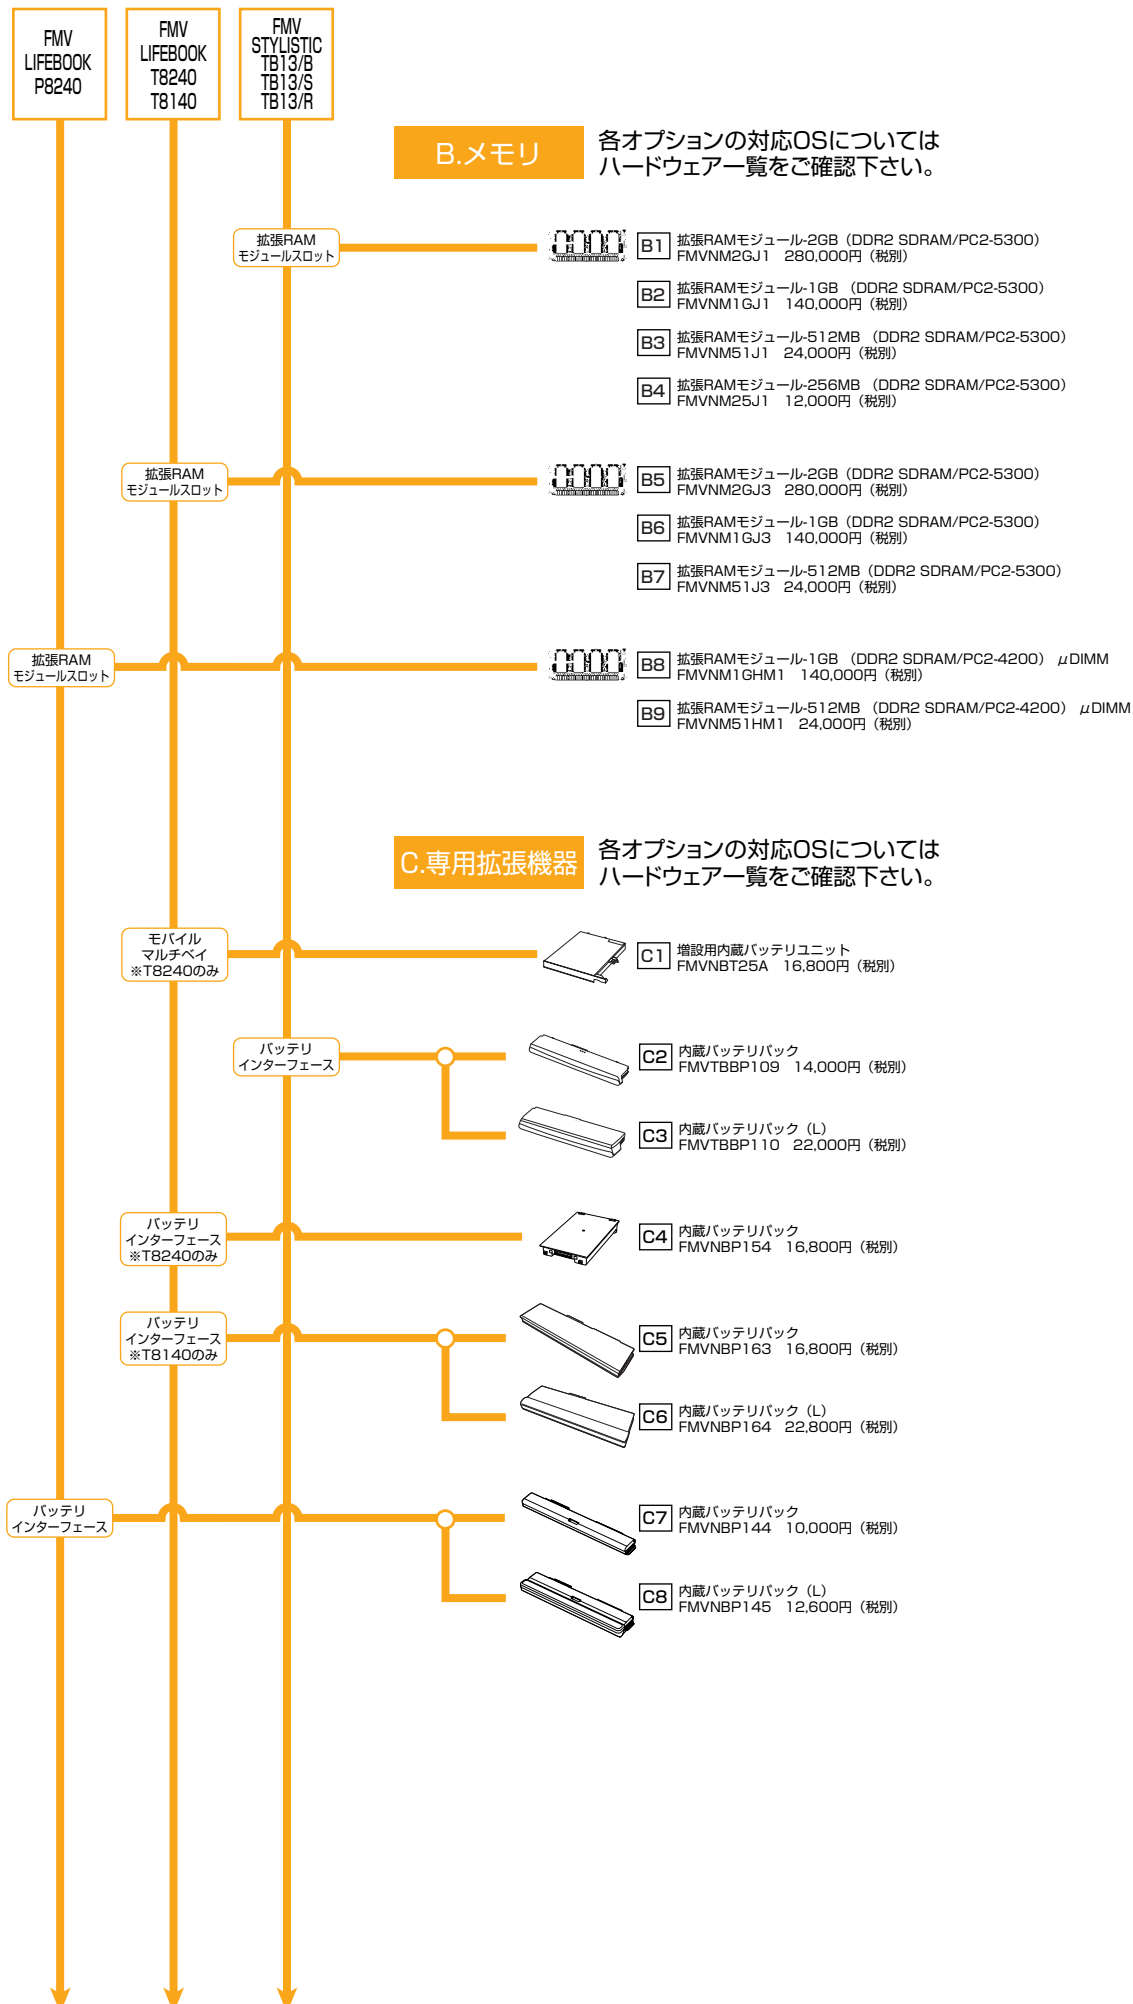 FMV
LIFEBOOK
P8240
FMV
LIFEBOOK
T8240
T8140
FMV
STYLISTIC
TB13/B
TB13/S
TB13/R
B.メモリ
各オプションの対応OSについては
ハードウェア一覧をご確認下さい。
拡張RAM
モジュールスロット
B1
拡張RAMモジュール-2GB（DDR2 SDRAM/PC2-5300）
FMVNM2GJ1　280,000円（税別）
B2
拡張RAMモジュール-1GB （DDR2 SDRAM/PC2-5300）
FMVNM1GJ1　140,000円（税別）
B3
拡張RAMモジュール-512MB （DDR2 SDRAM/PC2-5300）
FMVNM51J1　24,000円（税別）
B4
拡張RAMモジュール-256MB （DDR2 SDRAM/PC2-5300）
FMVNM25J1　12,000円（税別）
拡張RAM
モジュールスロット
B5
拡張RAMモジュール-2GB（DDR2 SDRAM/PC2-5300）
FMVNM2GJ3　280,000円（税別）
B6
拡張RAMモジュール-1GB（DDR2 SDRAM/PC2-5300）
FMVNM1GJ3　140,000円（税別）
B7
拡張RAMモジュール-512MB（DDR2 SDRAM/PC2-5300）
FMVNM51J3　24,000円（税別）
拡張RAM
モジュールスロット
B8
拡張RAMモジュール-1GB （DDR2 SDRAM/PC2-4200） μDIMM
FMVNM1GHM1　140,000円（税別）
B9
拡張RAMモジュール-512MB （DDR2 SDRAM/PC2-4200） μDIMM
FMVNM51HM1　24,000円（税別）
C.専用拡張機器
各オプションの対応OSについては
ハードウェア一覧をご確認下さい。
モバイル
マルチベイ
※T8240のみ
C1
増設用内蔵バッテリユニット
FMVNBT25A　16,800円（税別）
バッテリ
インターフェース
C2
内蔵バッテリパック
FMVTBBP109　14,000円（税別）
C3
内蔵バッテリパック（L）
FMVTBBP110　22,000円（税別）
バッテリ
インターフェース
※T8240のみ
C4
内蔵バッテリパック
FMVNBP154　16,800円（税別）
バッテリ
インターフェース
※T8140のみ
C5
内蔵バッテリパック
FMVNBP163　16,800円（税別）
C6
内蔵バッテリパック（L）
FMVNBP164　22,800円（税別）
バッテリ
インターフェース
C7
内蔵バッテリパック
FMVNBP144　10,000円（税別）
C8
内蔵バッテリパック（L）
FMVNBP145　12,600円（税別）